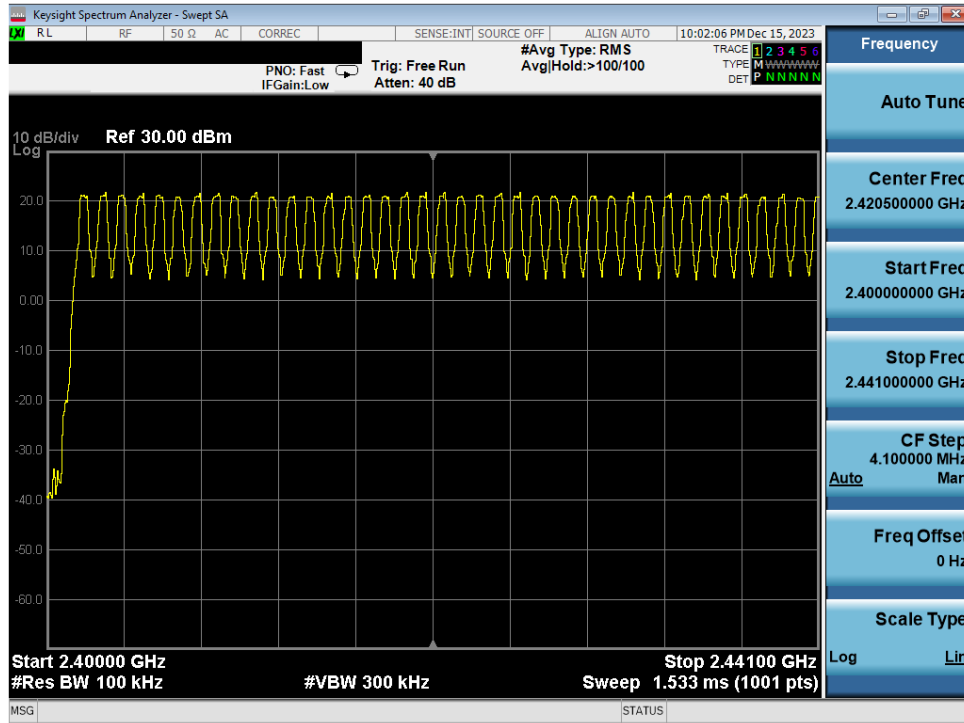 Keysight Spectrum Analyzer - Swept SA
LXI RL RF 50 Ω AC CORREC SENSE:INT SOURCE OFF ALIGN AUTO 10:02:06 PM Dec 15, 2023
PNO: Fast
IFGain:Low
Trig: Free Run
Atten: 40 dB
#Avg Type: RMS
Avg|Hold:>100/100
TRACE 1 2 3 4 5 6
TYPE M WWWWW
DET P N N N N N
10 dB/div
Log
Ref 30.00 dBm
20.0
10.0
0.00
-10.0
-20.0
-30.0
-40.0
-50.0
-60.0
Start 2.40000 GHz
Stop 2.44100 GHz
#Res BW 100 kHz
#VBW 300 kHz
Sweep 1.533 ms (1001 pts)
MSG
STATUS
Frequency
Auto Tune
Center Freq
2.420500000 GHz
Start Freq
2.400000000 GHz
Stop Freq
2.441000000 GHz
CF Step
4.100000 MHz
Auto Man
Freq Offset
0 Hz
Scale Type
Log Lin